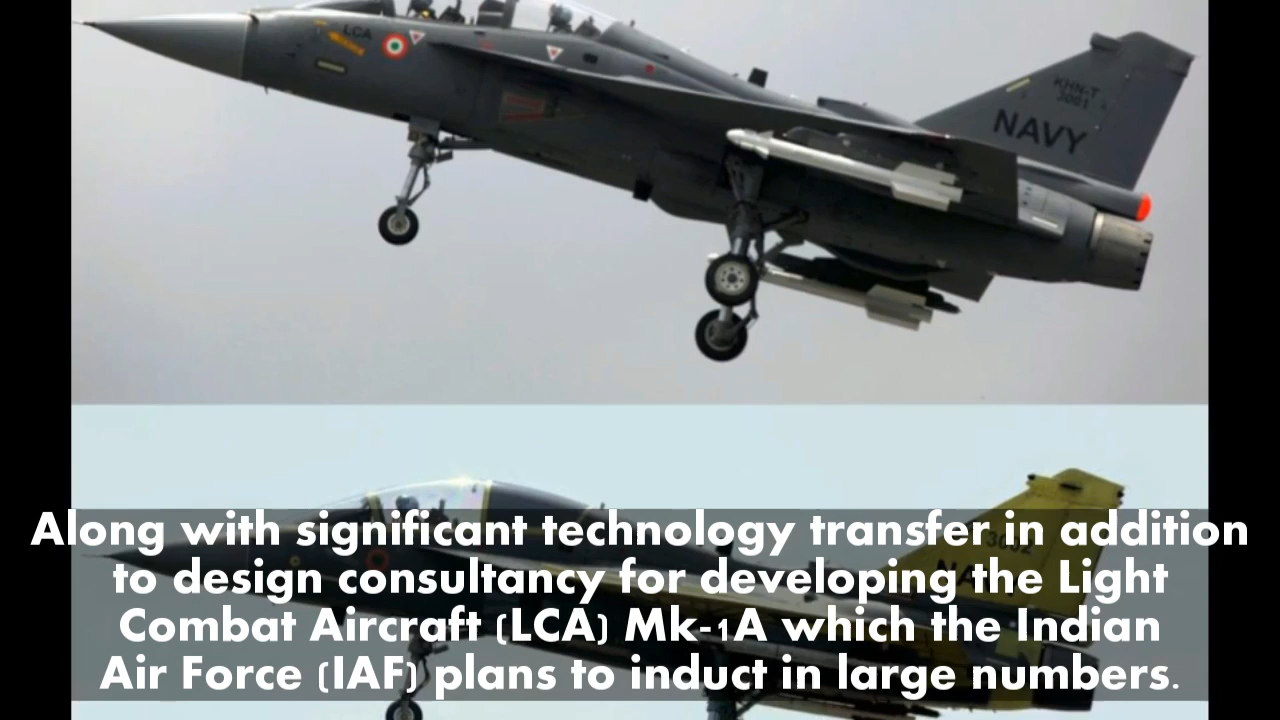 LCA
KHN-T
3001
NAVY
Along with significant technology transfer in addition
to design consultancy for developing the Light
Combat Aircraft (LCA) Mk-1A which the Indian
Air Force (IAF) plans to induct in large numbers.